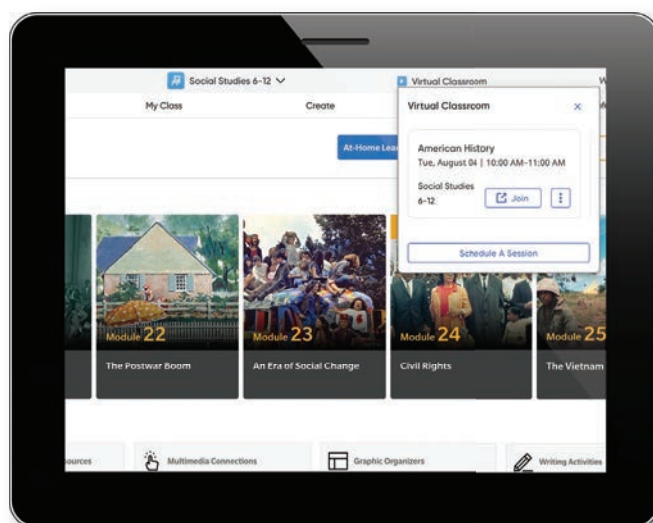 Social Studies 6-12
Virtual Classroom
W
My Class
Create
Virtual Classroom
×
At-Home Lea
American History
Tue, August 04 | 10:00 AM-11:00 AM
Social Studies
6-12
Join
Schedule A Session
Module 22
Module 23
Module 24
Module 25
The Postwar Boom
An Era of Social Change
Civil Rights
The Vietnam
ources
Multimedia Connections
Graphic Organizers
Writing Activities